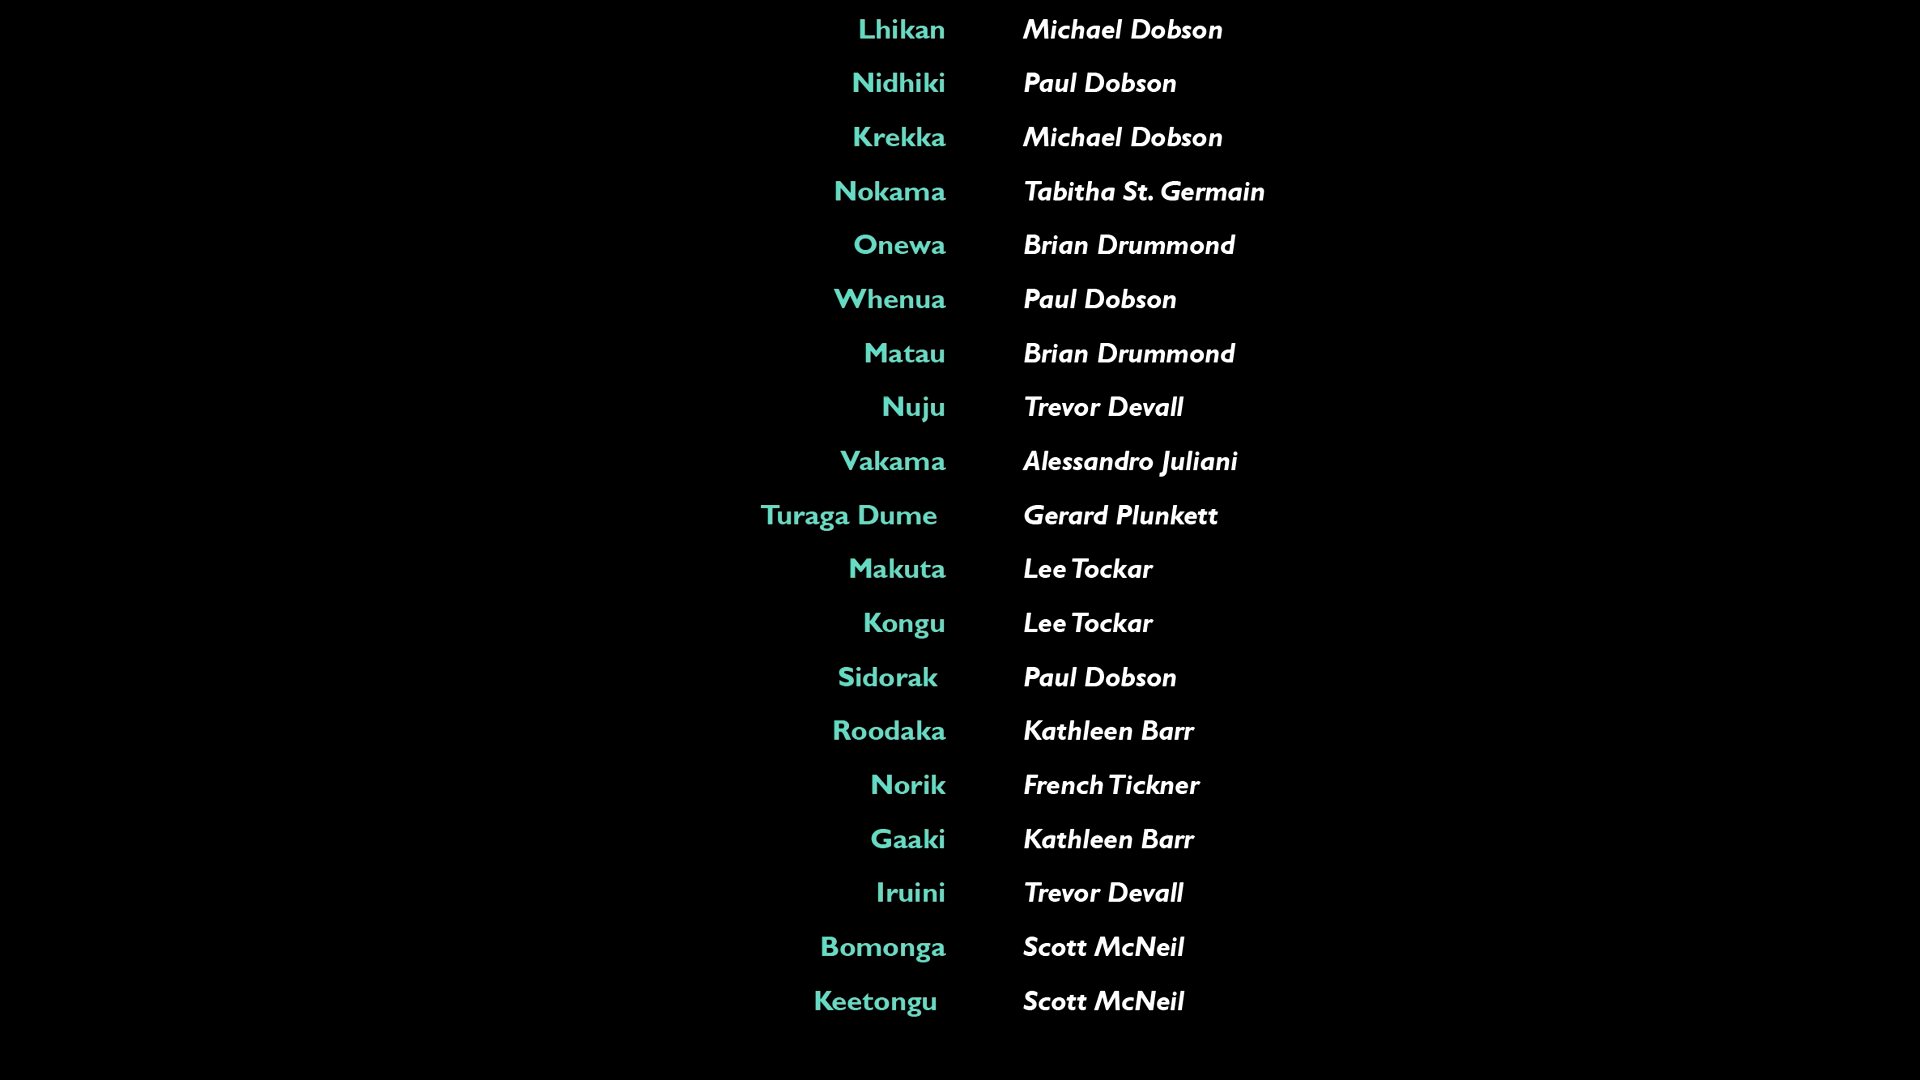 Lhikan Michael Dobson
Nidhiki Paul Dobson
Krekka Michael Dobson
Nokama Tabitha St. Germain
Onewa Brian Drummond
Whenua Paul Dobson
Matau Brian Drummond
Nuju Trevor Devall
Vakama Alessandro Juliani
Turaga Dume Gerard Plunkett
Makuta Lee Tockar
Kongu Lee Tockar
Sidorak Paul Dobson
Roodaka Kathleen Barr
Norik French Tickner
Gaaki Kathleen Barr
Iruini Trevor Devall
Bomonga Scott McNeil
Keetongu Scott McNeil